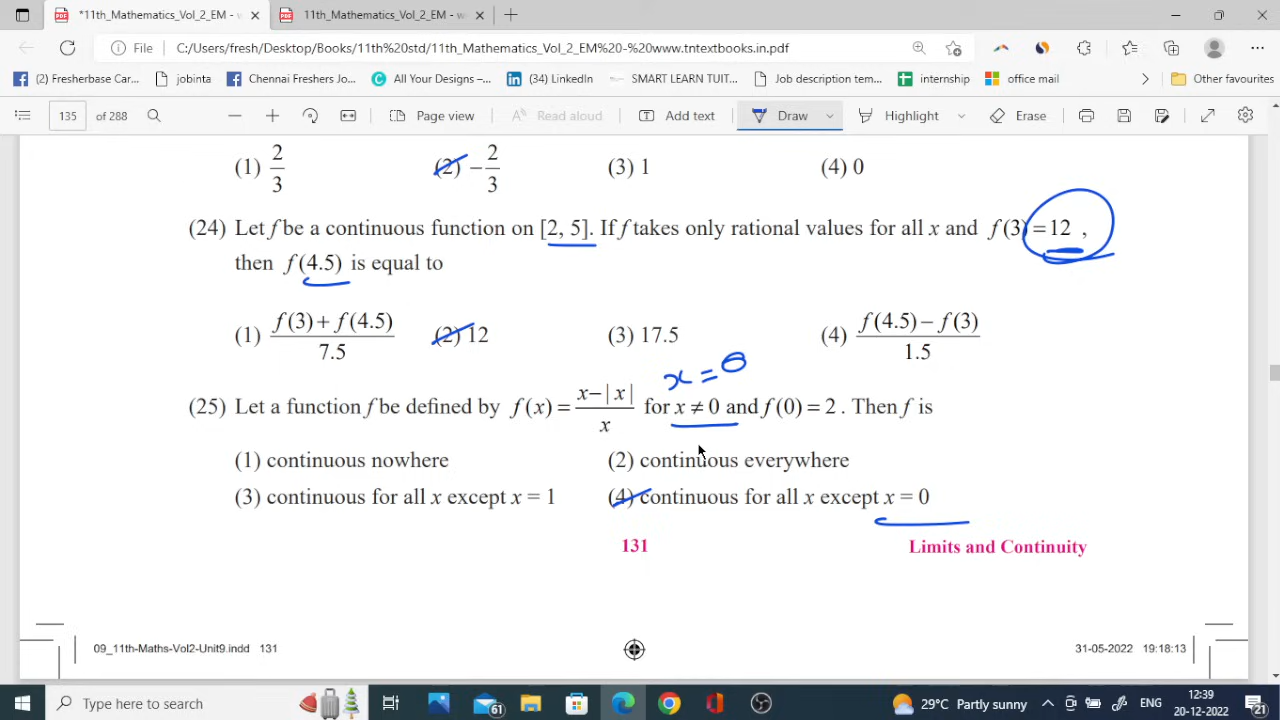 *11th_Mathematics_Vol_2_EM - w 11th_Mathematics_Vol_2_EM - w
File C:/Users/fresh/Desktop/Books/11th%20std/11th_Mathematics_Vol_2_EM%20-%20www.tntextbooks.in.pdf
(2) Fresherbase Car... jobinta Chennai Freshers Jo... All Your Designs –... (34) LinkedIn SMART LEARN TUIT... Job description tem... internship office mail Other favourites
135 of 288 Page view Read aloud Add text Draw Highlight Erase
(1) 2/3 (2) −2/3 (3) 1 (4) 0
(24) Let f be a continuous function on [2, 5]. If f takes only rational values for all x and f(3) = 12 ,
then f(4.5) is equal to
(1) f(3) + f(4.5)/7.5 (2) 12 (3) 17.5 (4) f(4.5) − f(3)/1.5
x = 0
(25) Let a function f be defined by f(x) = x−|x|/x for x ≠ 0 and f(0) = 2 . Then f is
(1) continuous nowhere (2) continuous everywhere
(3) continuous for all x except x = 1 (4) continuous for all x except x = 0
131 Limits and Continuity
09_11th-Maths-Vol2-Unit9.indd 131 31-05-2022 19:18:13
Type here to search 61 29°C Partly sunny ENG 12:39 21
20-12-2022